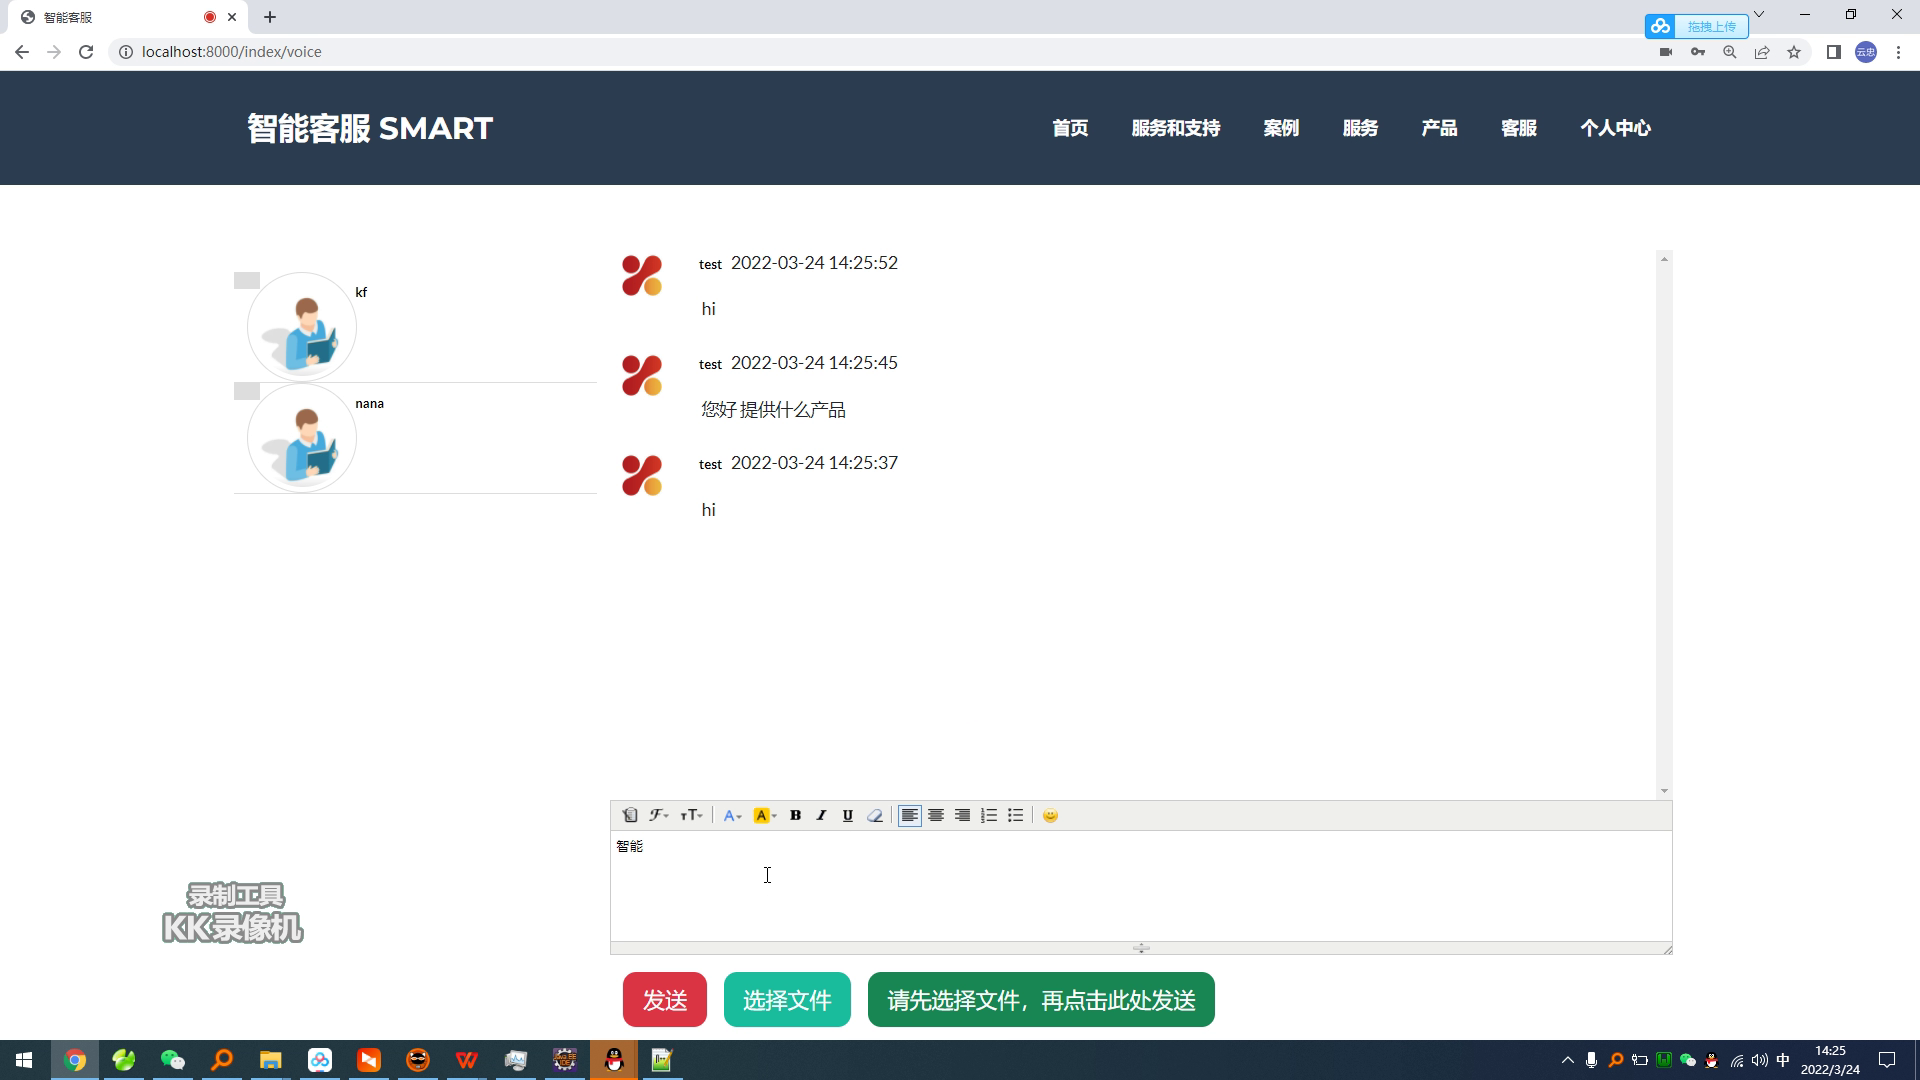 智能客服
拖拽上传
localhost:8000/index/voice
云忠
智能客服 SMART
首页 服务和支持 案例 服务 产品 客服 个人中心
kf
nana
test 2022-03-24 14:25:52
hi
test 2022-03-24 14:25:45
您好 提供什么产品
test 2022-03-24 14:25:37
hi
智能
录制工具
KK录像机
发送 选择文件 请先选择文件，再点击此处发送
中
14:25
2022/3/24